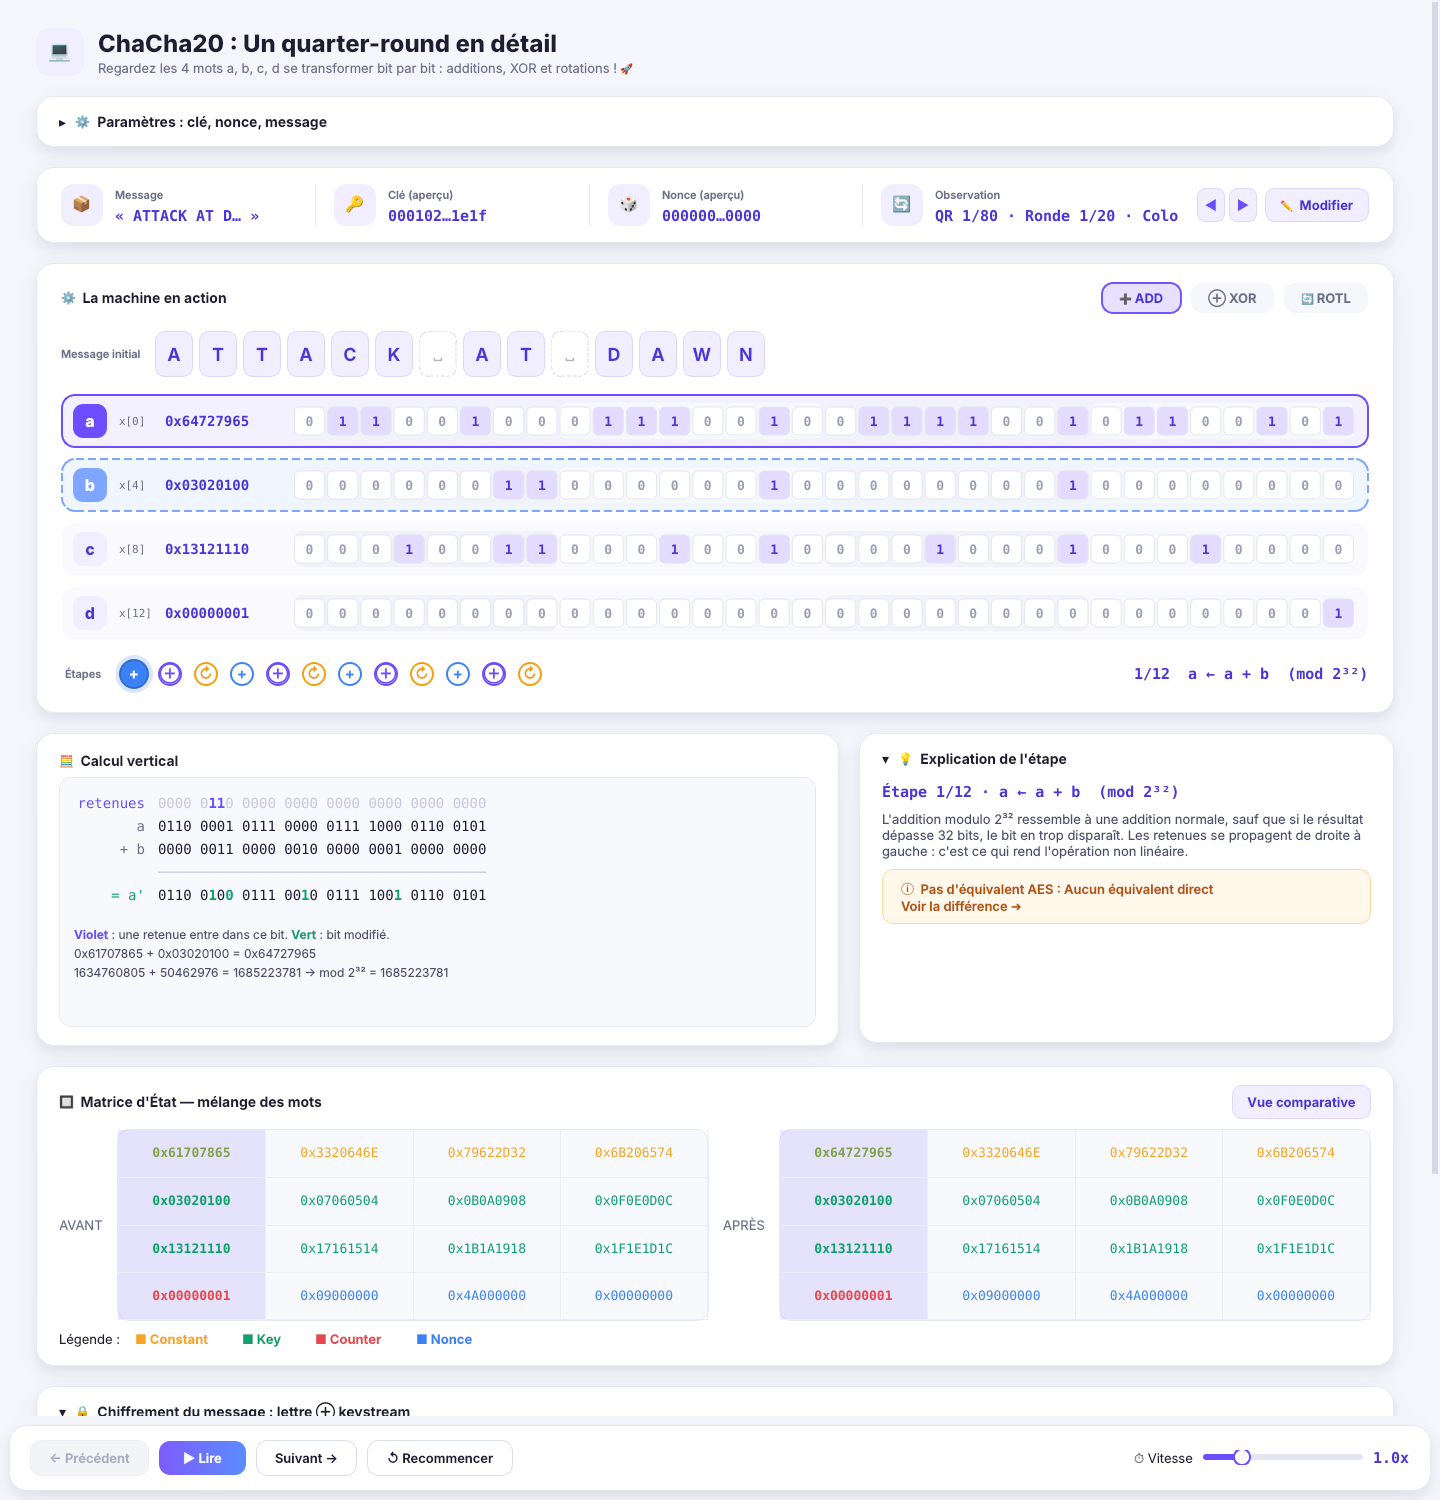 ChaCha20 : Un quarter-round en détail
Regardez les 4 mots a, b, c, d se transformer bit par bit : additions, XOR et rotations !
Paramètres : clé, nonce, message
Message
« ATTACK AT D… »
Clé (aperçu)
000102…1e1f
Nonce (aperçu)
000000…0000
Observation
QR 1/80 · Ronde 1/20 · Colo
Modifier
La machine en action
ADD
XOR
ROTL
Message initial A T T A C K ␣ A T ␣ D A W N
a x[0] 0x64727965 0 1 1 0 0 1 0 0 0 1 1 1 0 0 1 0 0 1 1 1 1 0 0 1 0 1 1 0 0 1 0 1
b x[4] 0x03020100 0 0 0 0 0 0 1 1 0 0 0 0 0 0 1 0 0 0 0 0 0 0 0 1 0 0 0 0 0 0 0 0
c x[8] 0x13121110 0 0 0 1 0 0 1 1 0 0 0 1 0 0 1 0 0 0 0 1 0 0 0 1 0 0 0 1 0 0 0 0
d x[12] 0x00000001 0 0 0 0 0 0 0 0 0 0 0 0 0 0 0 0 0 0 0 0 0 0 0 0 0 0 0 0 0 0 0 1
Étapes + + + + + + + +
1/12 a ← a + b (mod 2³²)
Calcul vertical
retenues 0000 0110 0000 0000 0000 0000 0000 0000
a 0110 0001 0111 0000 0111 1000 0110 0101
+ b 0000 0011 0000 0010 0000 0001 0000 0000
= a' 0110 0100 0111 0010 0111 1001 0110 0101
Violet : une retenue entre dans ce bit. Vert : bit modifié.
0x61707865 + 0x03020100 = 0x64727965
1634760805 + 50462976 = 1685223781 → mod 2³² = 1685223781
Explication de l'étape
Étape 1/12 · a ← a + b (mod 2³²)
L'addition modulo 2³² ressemble à une addition normale, sauf que si le résultat
dépasse 32 bits, le bit en trop disparaît. Les retenues se propagent de droite à
gauche : c'est ce qui rend l'opération non linéaire.
ⓘ Pas d'équivalent AES : Aucun équivalent direct
Voir la différence →
Matrice d'État — mélange des mots
Vue comparative
AVANT
0x61707865 0x3320646E 0x79622D32 0x6B206574
0x03020100 0x07060504 0x0B0A0908 0x0F0E0D0C
0x13121110 0x17161514 0x1B1A1918 0x1F1E1D1C
0x00000001 0x09000000 0x4A000000 0x00000000
APRÈS
0x64727965 0x3320646E 0x79622D32 0x6B206574
0x03020100 0x07060504 0x0B0A0908 0x0F0E0D0C
0x13121110 0x17161514 0x1B1A1918 0x1F1E1D1C
0x00000001 0x09000000 0x4A000000 0x00000000
Légende : Constant Key Counter Nonce
Chiffrement du message : lettre ⊕ keystream
← Précédent
Lire
Suivant →
Recommencer
Vitesse
1.0x